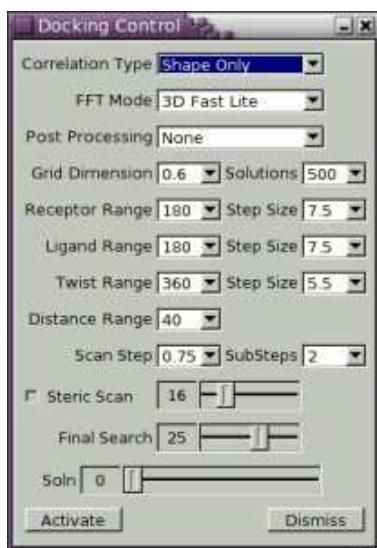 Docking Control
Correlation Type Shape Only
FFT Mode 3D Fast Lite
Post Processing None
Grid Dimension 0.6 Solutions 500
Receptor Range 180 Step Size 7.5
Ligand Range 180 Step Size 7.5
Twist Range 360 Step Size 5.5
Distance Range 40
Scan Step 0.75 SubSteps 2
Steric Scan 16
Final Search 25
Soln 0
Activate Dismiss